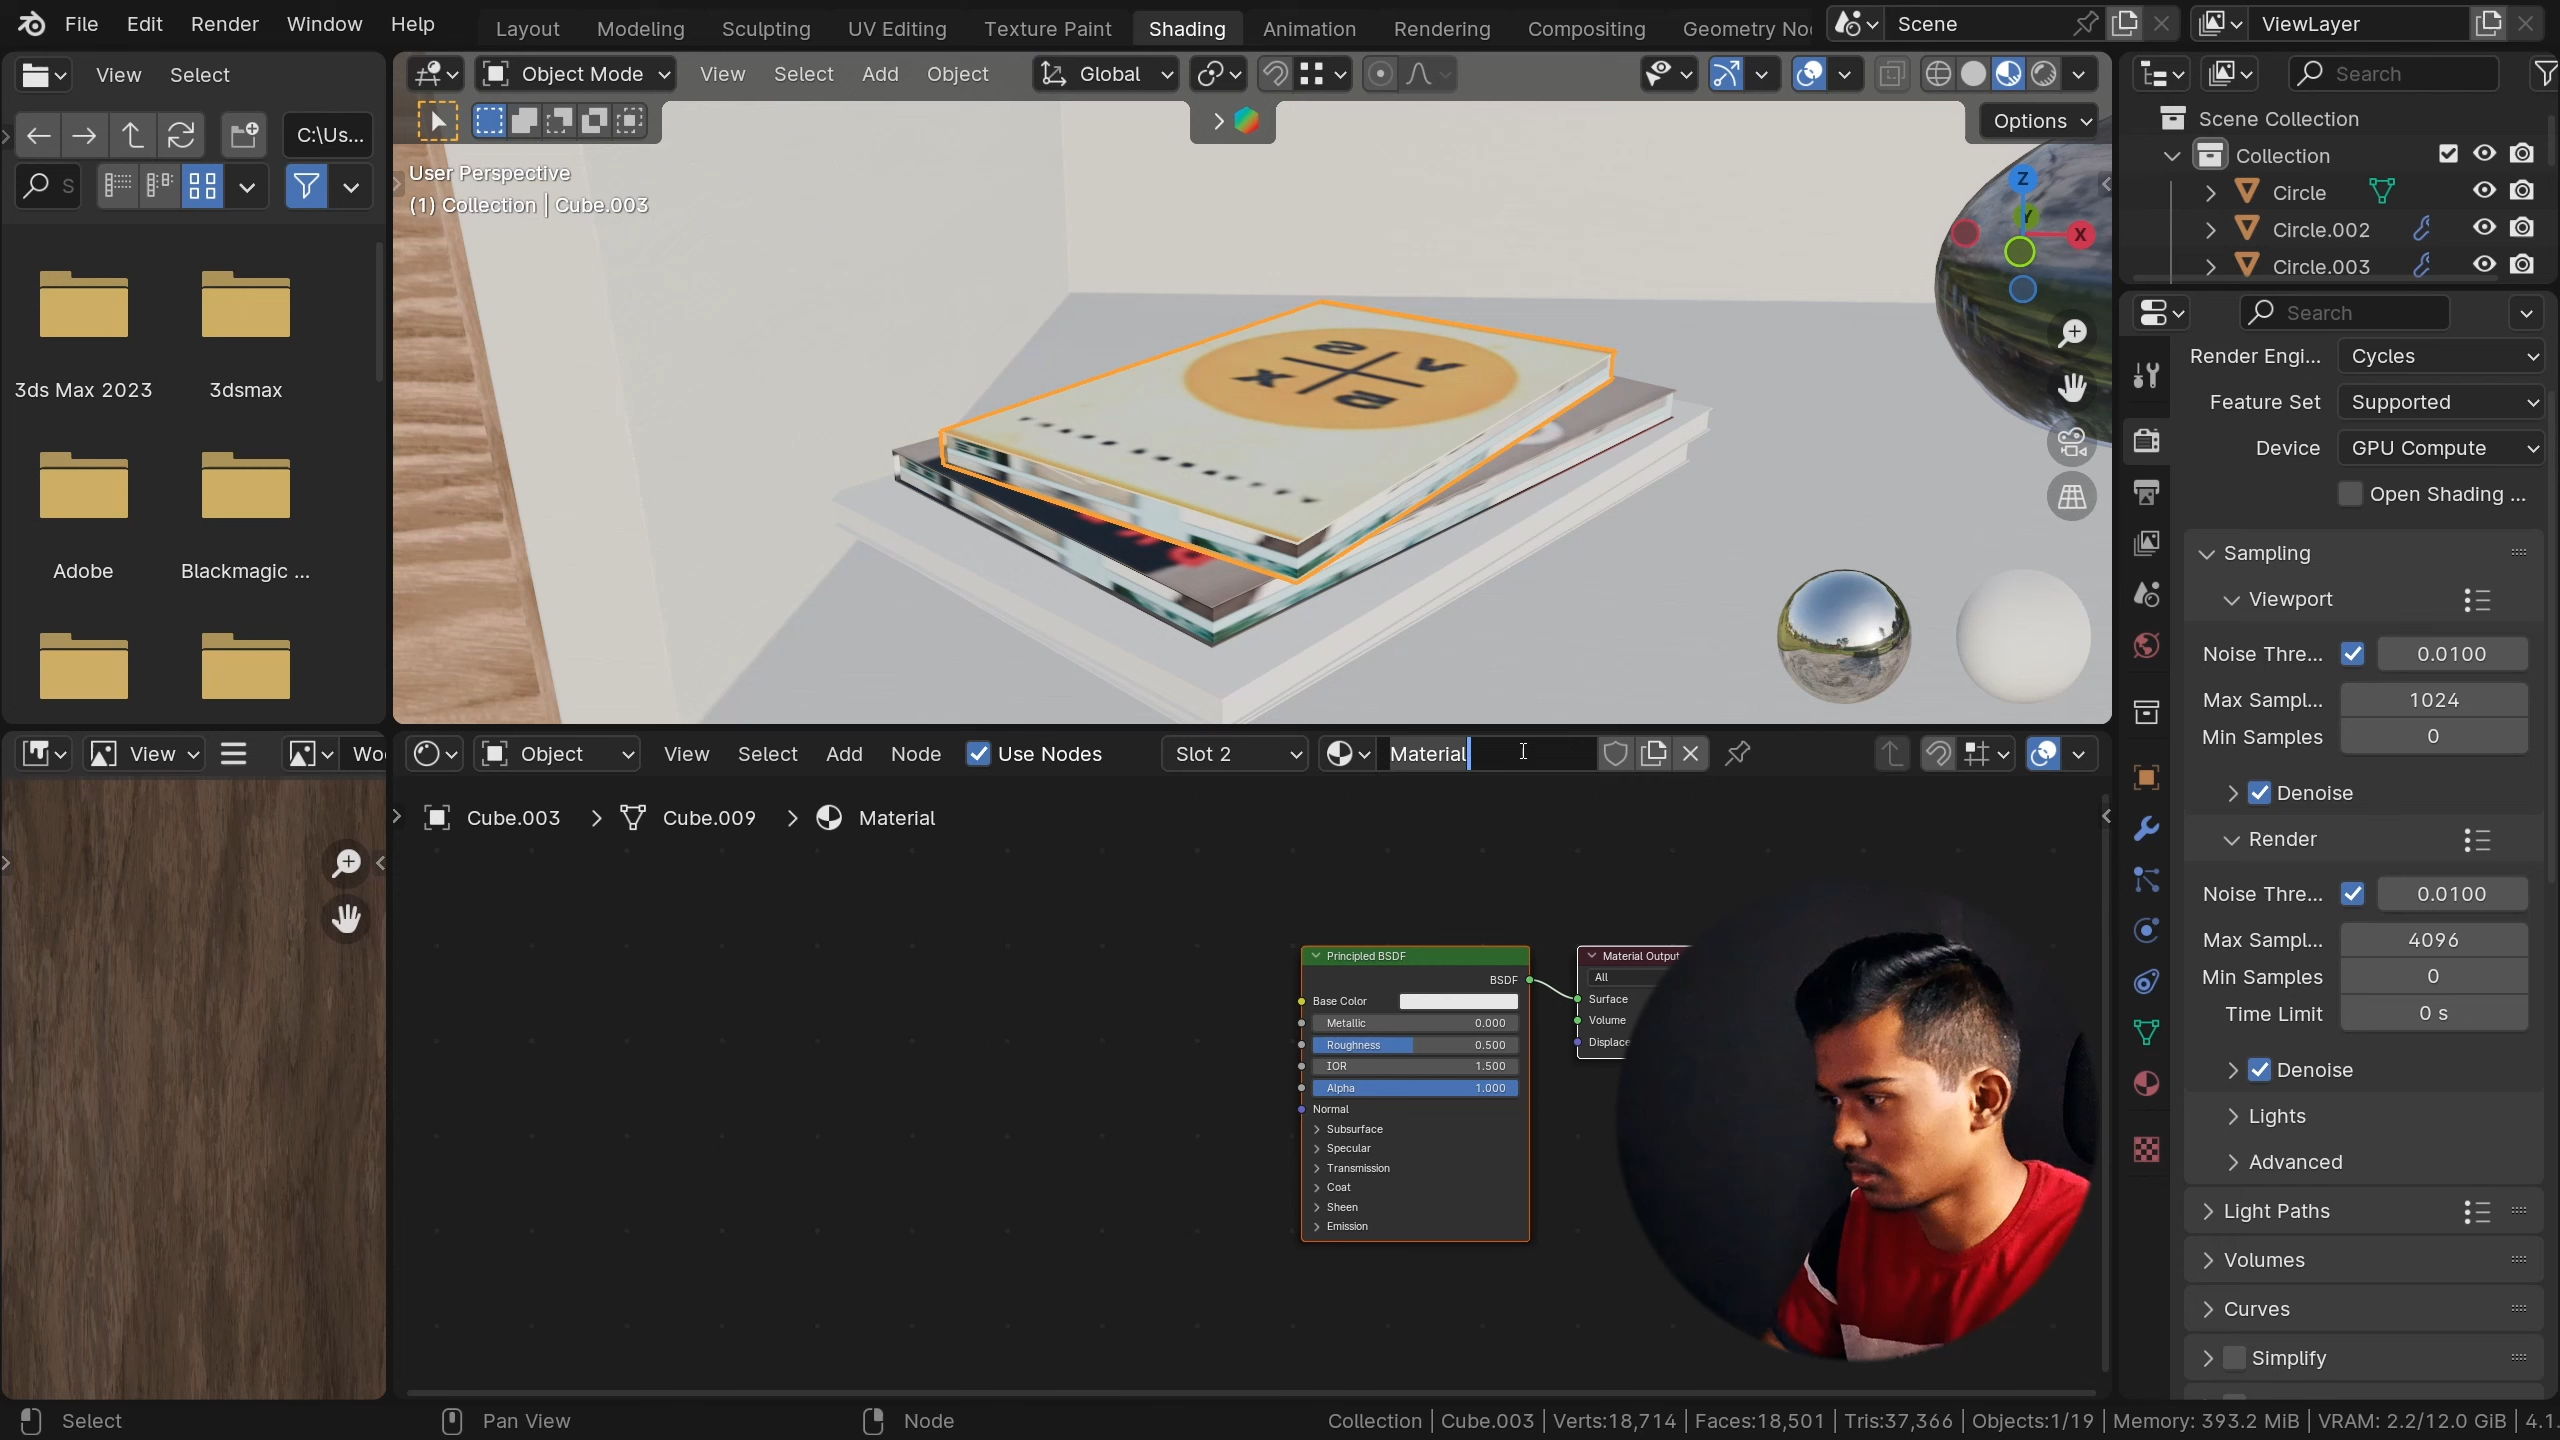 File Edit Render Window Help Layout Modeling Sculpting UV Editing Texture Paint Shading Animation Rendering Compositing Geometry No Scene ViewLayer
View Select
C:\Us...
S
3ds Max 2023 3dsmax
Adobe Blackmagic ...
Object Mode View Select Add Object Global
Options
User Perspective
(1) Collection | Cube.003
Z
Y
X
a v
x a
Search
Scene Collection
Collection
Circle
Circle.002
Circle.003
Search
Render Engi... Cycles
Feature Set Supported
Device GPU Compute
Open Shading ...
Sampling
Viewport
Noise Thre... 0.0100
Max Sampl... 1024
Min Samples 0
Denoise
Render
Noise Thre... 0.0100
Max Sampl... 4096
Min Samples 0
Time Limit 0 s
Denoise
Lights
Advanced
Light Paths
Volumes
Curves
Simplify
View Wo
Object View Select Add Node Use Nodes Slot 2 Material
Cube.003 > Cube.009 > Material
Principled BSDF
BSDF
Base Color
Metallic 0.000
Roughness 0.500
IOR 1.500
Alpha 1.000
Normal
Subsurface
Specular
Transmission
Coat
Sheen
Emission
Material Output
All
Surface
Volume
Displace
Select Pan View Node Collection | Cube.003 | Verts:18,714 | Faces:18,501 | Tris:37,366 | Objects:1/19 | Memory: 393.2 MiB | VRAM: 2.2/12.0 GiB | 4.1.